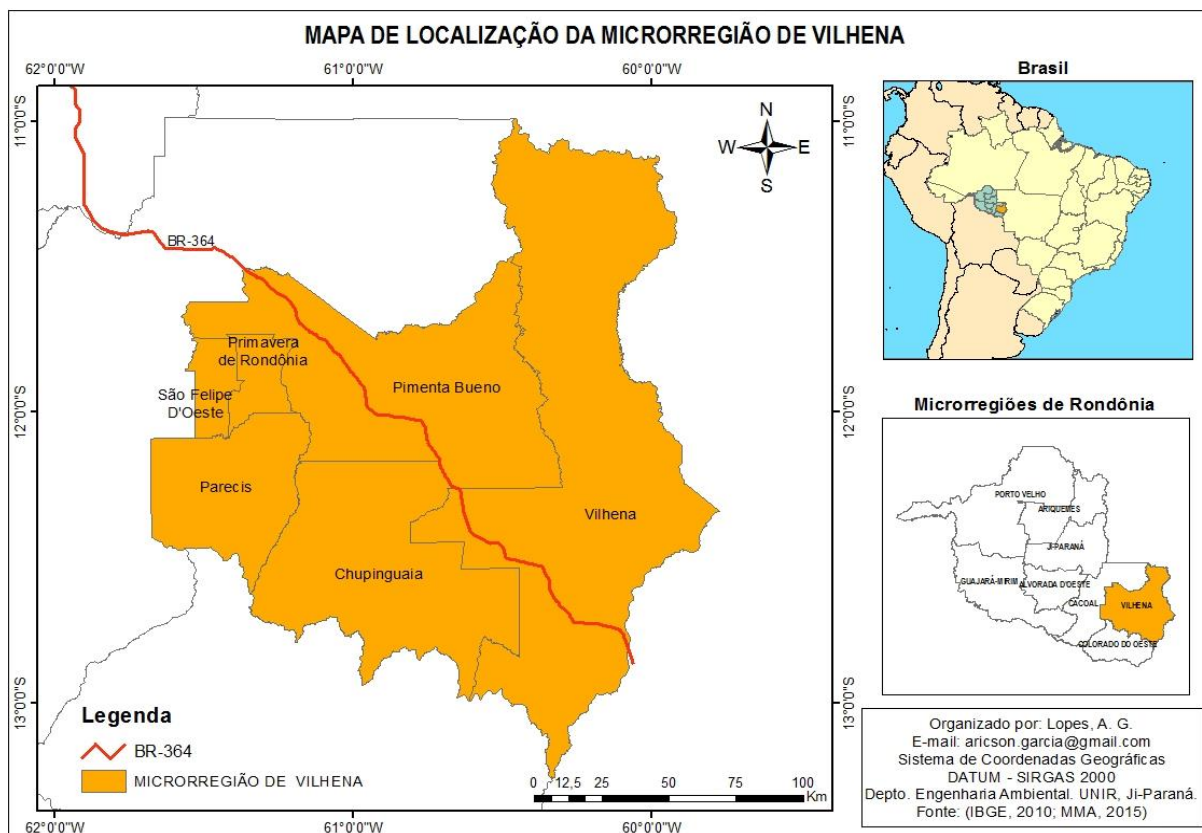 MAPA DE LOCALIZAÇÃO DA MICRORREGIÃO DE VILHENA
62°0'0"W
61°0'0"W
60°0'0"W
11°0'0"S
11°0'0"S
N
W
E
S
BR-364
Primavera
de Rondônia
São Felipe
D'Oeste
Pimenta Bueno
12°0'0"S
12°0'0"S
Parecis
Vilhena
Chupinguaia
13°0'0"S
13°0'0"S
Legenda
BR-364
MICRORREGIÃO DE VILHENA
0 12,5 25 50 75 100
Km
62°0'0"W
61°0'0"W
60°0'0"W
Brasil
Microrregiões de Rondônia
PORTO VELHO
ARIQUEMES
JI-PARANÁ
GUAJARÁ-MIRIM
ALVORADA D'OESTE
CACOAL
VILHENA
COLORADO DO OESTE
Organizado por: Lopes, A. G.
E-mail: aricson.garcia@gmail.com
Sistema de Coordenadas Geográficas
DATUM - SIRGAS 2000
Depto. Engenharia Ambiental. UNIR, Ji-Paraná.
Fonte: (IBGE, 2010; MMA, 2015)